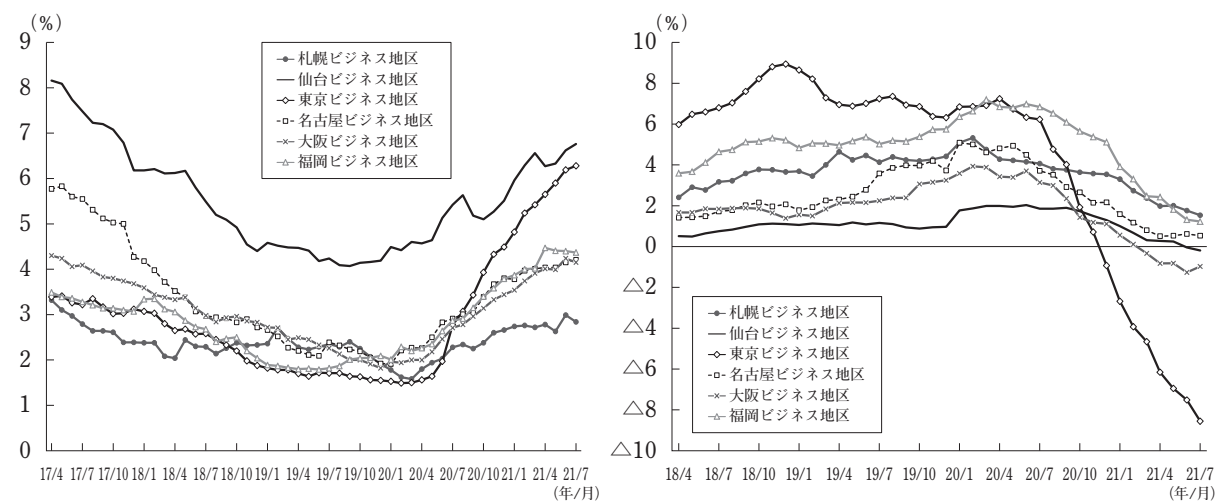 (%)
9
8
7
6
5
4
3
2
1
0
札幌ビジネス地区
仙台ビジネス地区
東京ビジネス地区
名古屋ビジネス地区
大阪ビジネス地区
福岡ビジネス地区
17/4 17/7 17/10 18/1 18/4 18/7 18/10 19/1 19/4 19/7 19/10 20/1 20/4 20/7 20/10 21/1 21/4 21/7
(年/月)
(%)
10
8
6
4
2
0
△2
△4
△6
△8
△10
札幌ビジネス地区
仙台ビジネス地区
東京ビジネス地区
名古屋ビジネス地区
大阪ビジネス地区
福岡ビジネス地区
18/4 18/7 18/10 19/1 19/4 19/7 19/10 20/1 20/4 20/7 20/10 21/1 21/4 21/7
(年/月)